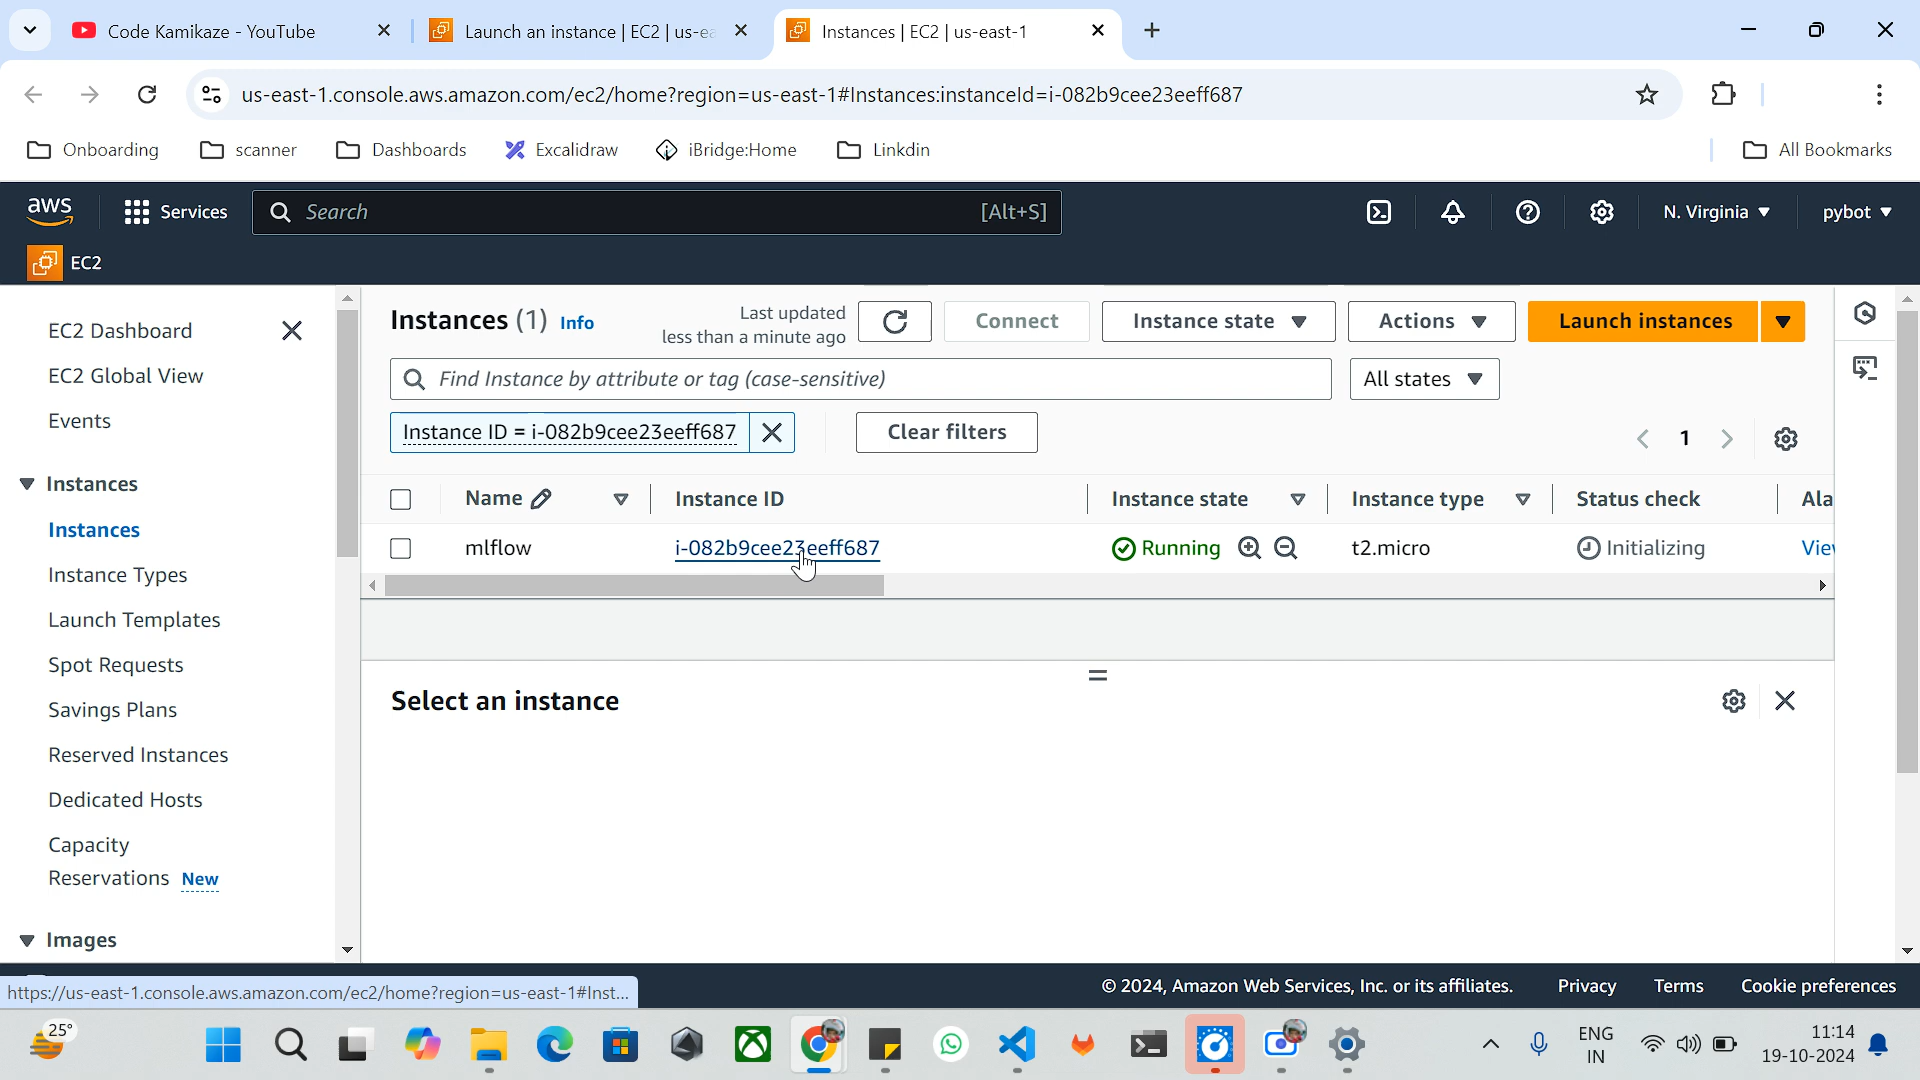 Code Kamikaze - YouTube
Launch an instance | EC2 | us-ea
Instances | EC2 | us-east-1
us-east-1.console.aws.amazon.com/ec2/home?region=us-east-1#Instances:instanceId=i-082b9cee23eeff687
Onboarding scanner Dashboards Excalidraw iBridge:Home Linkdin All Bookmarks
aws Services Search [Alt+S] N. Virginia pybot
EC2
EC2 Dashboard
EC2 Global View
Events
Instances
Instances
Instance Types
Launch Templates
Spot Requests
Savings Plans
Reserved Instances
Dedicated Hosts
Capacity
Reservations New
Images
Instances (1) Info
Last updated
less than a minute ago
Connect Instance state Actions Launch instances
Find Instance by attribute or tag (case-sensitive) All states
Instance ID = i-082b9cee23eeff687 Clear filters 1
Name Instance ID Instance state Instance type Status check Ala
mlflow i-082b9cee23eeff687 Running t2.micro Initializing Viev
Select an instance
https://us-east-1.console.aws.amazon.com/ec2/home?region=us-east-1#Inst...
© 2024, Amazon Web Services, Inc. or its affiliates. Privacy Terms Cookie preferences
25°
ENG
IN
11:14
19-10-2024